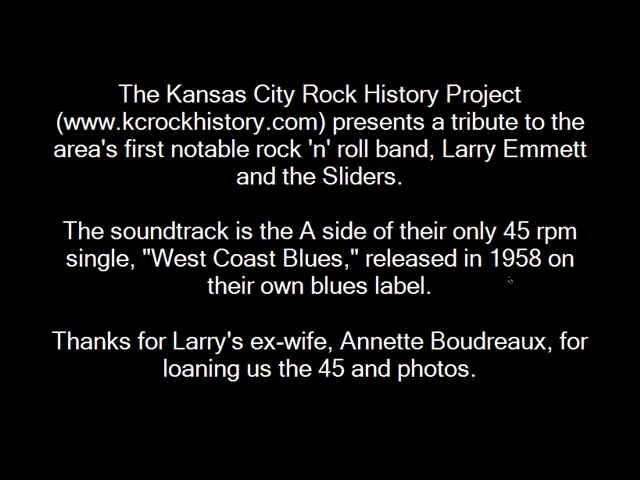 The Kansas City Rock History Project
(www.kcrockhistory.com) presents a tribute to the
area's first notable rock 'n' roll band, Larry Emmett
and the Sliders.
The soundtrack is the A side of their only 45 rpm
single, "West Coast Blues," released in 1958 on
their own blues label.
Thanks for Larry's ex-wife, Annette Boudreaux, for
loaning us the 45 and photos.